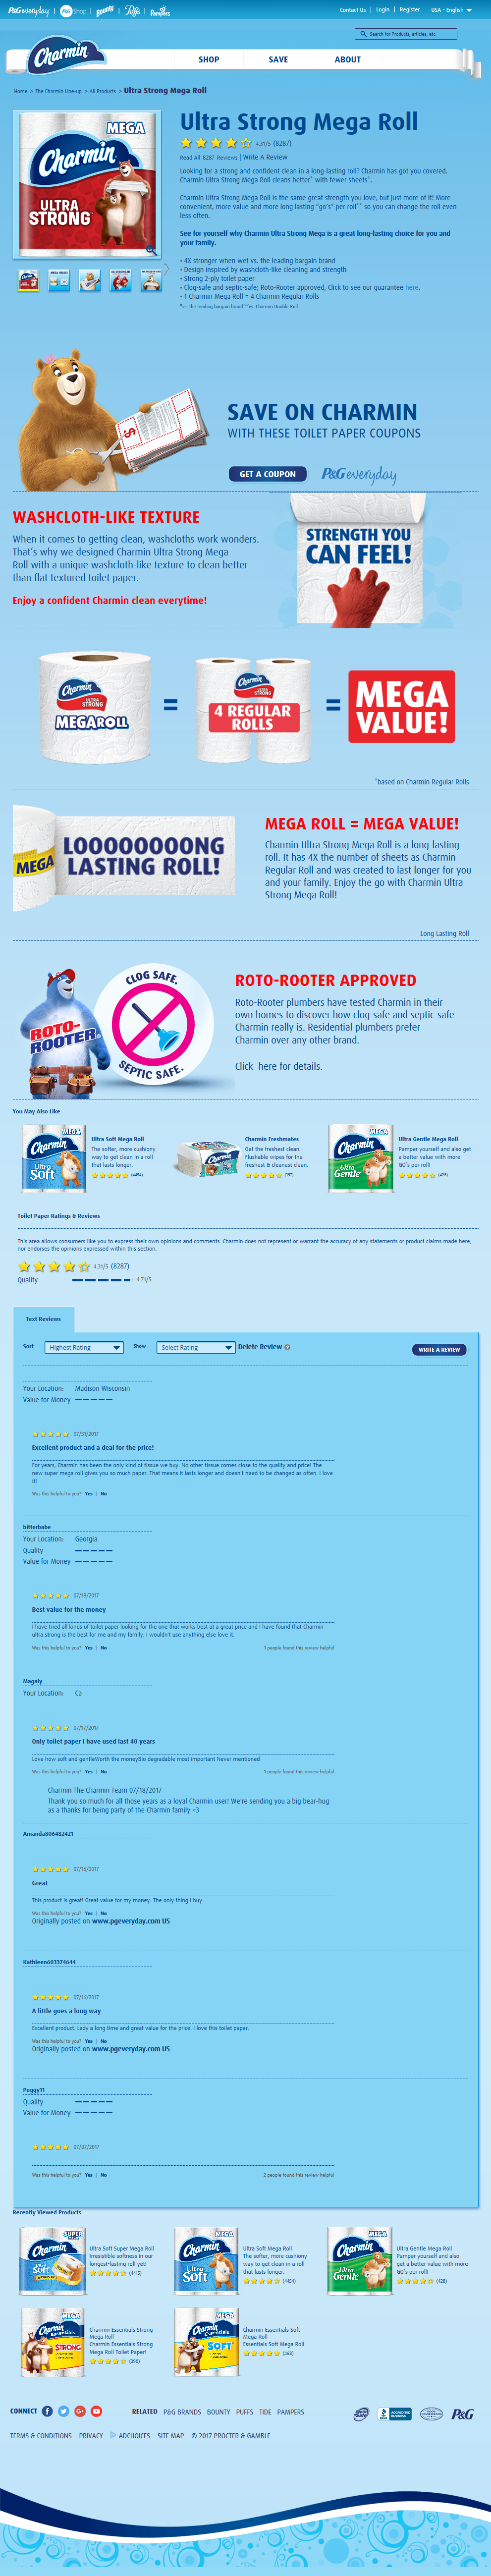 P&G everyday | P&G Shop | Bounty | Puffs | Pampers
Contact Us | Login | Register USA - English
Search for Products, articles, etc.
Charmin
SHOP SAVE ABOUT
Home > The Charmin Line-up > All Products > Ultra Strong Mega Roll
MEGA
Charmin
ULTRA
STRONG
Ultra Strong Mega Roll
4.31/5 (8287)
Read All 8287 Reviews | Write A Review
Looking for a strong and confident clean in a long-lasting roll? Charmin has got you covered.
Charmin Ultra Strong Mega Roll cleans better* with fewer sheets*.
Charmin Ultra Strong Mega Roll is the same great strength you love, but just more of it! More
convenient, more value and more long lasting “go’s” per roll** so you can change the roll even
less often.
See for yourself why Charmin Ultra Strong Mega is a great long-lasting choice for you and
your family.
• 4X stronger when wet vs. the leading bargain brand
• Design inspired by washcloth-like cleaning and strength
• Strong 2-ply toilet paper
• Clog-safe and septic-safe; Roto-Rooter approved, Click to see our guarantee here.
• 1 Charmin Mega Roll = 4 Charmin Regular Rolls
*vs. the leading bargain brand **vs. Charmin Double Roll
SAVE ON CHARMIN
WITH THESE TOILET PAPER COUPONS
GET A COUPON P&G everyday
WASHCLOTH-LIKE TEXTURE
When it comes to getting clean, washcloths work wonders.
That’s why we designed Charmin Ultra Strong Mega
Roll with a unique washcloth-like texture to clean better
than flat textured toilet paper.
Enjoy a confident Charmin clean everytime!
STRENGTH YOU
CAN FEEL!
Charmin
ULTRA
STRONG
MEGAROLL
=
Charmin
ULTRA
STRONG
4 REGULAR
ROLLS
=
MEGA
VALUE!
*based on Charmin Regular Rolls
MEGA
LOOOOOOONG
LASTING ROLL!
MEGA ROLL = MEGA VALUE!
Charmin Ultra Strong Mega Roll is a long-lasting
roll. It has 4X the number of sheets as Charmin
Regular Roll and was created to last longer for you
and your family. Enjoy the go with Charmin Ultra
Strong Mega Roll!
Long Lasting Roll
ROTO-
ROOTER
CLOG SAFE.
SEPTIC SAFE.
ROTO-ROOTER APPROVED
Roto-Rooter plumbers have tested Charmin in their
own homes to discover how clog-safe and septic-safe
Charmin really is. Residential plumbers prefer
Charmin over any other brand.
Click here for details.
You May Also Like
MEGA
Charmin
Ultra
Soft
Ultra Soft Mega Roll
The softer, more cushiony
way to get clean in a roll
that lasts longer.
(4454)
Charmin
Charmin Freshmates
Get the freshest clean.
Flushable wipes for the
freshest & cleanest clean.
(157)
MEGA
Charmin
Ultra
Gentle
Ultra Gentle Mega Roll
Pamper yourself and also get
a better value with more
GO's per roll!
(428)
Toilet Paper Ratings & Reviews
This area allows consumers like you to express their own opinions and comments. Charmin does not represent or warrant the accuracy of any statements or product claims made here,
nor endorses the opinions expressed within this section.
4.31/5 (8287)
Quality 4.71/5
Text Reviews
Sort Highest Rating Show Select Rating Delete Review ?
WRITE A REVIEW
Your Location: Madison Wisconsin
Value for Money
07/31/2017
Excellent product and a deal for the price!
For years, Charmin has been the only kind of tissue we buy. No other tissue comes close to the quality and price! The
new super mega roll gives you so much paper. That means it lasts longer and doesn't need to be changed as often. I love
it!
Was this helpful to you? Yes | No
bitterbabe
Your Location: Georgia
Quality
Value for Money
07/19/2017
Best value for the money
I have tried all kinds of toilet paper looking for the one that works best at a great price and I have found that Charmin
ultra strong is the best for me and my family. I wouldn't use anything else love it.
Was this helpful to you? Yes | No 1 people found this review helpful
Magaly
Your Location: Ca
07/17/2017
Only toilet paper I have used last 40 years
Love how soft and gentleWorth the moneyBio degradable most important Never mentioned
Was this helpful to you? Yes | No 1 people found this review helpful
Charmin The Charmin Team 07/18/2017
Thank you so much for all those years as a loyal Charmin user! We're sending you a big bear-hug
as a thanks for being party of the Charmin family <3
Amanda806482421
07/16/2017
Great
This product is great! Great value for my money. The only thing I buy
Was this helpful to you? Yes | No
Originally posted on www.pgeveryday.com US
Kathleen603374644
07/16/2017
A little goes a long way
Excellent product. Lady a long time and great value for the price. I love this toilet paper.
Was this helpful to you? Yes | No
Originally posted on www.pgeveryday.com US
Peggy11
Quality
Value for Money
07/07/2017
Was this helpful to you? Yes | No 2 people found this review helpful
Recently Viewed Products
SUPER
Charmin
Ultra
Soft
Ultra Soft Super Mega Roll
Irresistible softness in our
longest-lasting roll yet!
(4415)
MEGA
Charmin
Ultra
Soft
Ultra Soft Mega Roll
The softer, more cushiony
way to get clean in a roll
that lasts longer.
(4454)
MEGA
Charmin
Ultra
Gentle
Ultra Gentle Mega Roll
Pamper yourself and also
get a better value with more
GO's per roll!
(428)
MEGA
Charmin
Essentials
STRONG
Charmin Essentials Strong
Mega Roll
Charmin Essentials Strong
Mega Roll Toilet Paper!
(390)
MEGA
Charmin
Essentials
SOFT
Charmin Essentials Soft
Mega Roll
Essentials Soft Mega Roll
(368)
CONNECT
RELATED P&G BRANDS BOUNTY PUFFS TIDE PAMPERS
ACCREDITED
BUSINESS
P&G
TERMS & CONDITIONS PRIVACY ADCHOICES SITE MAP © 2017 PROCTER & GAMBLE